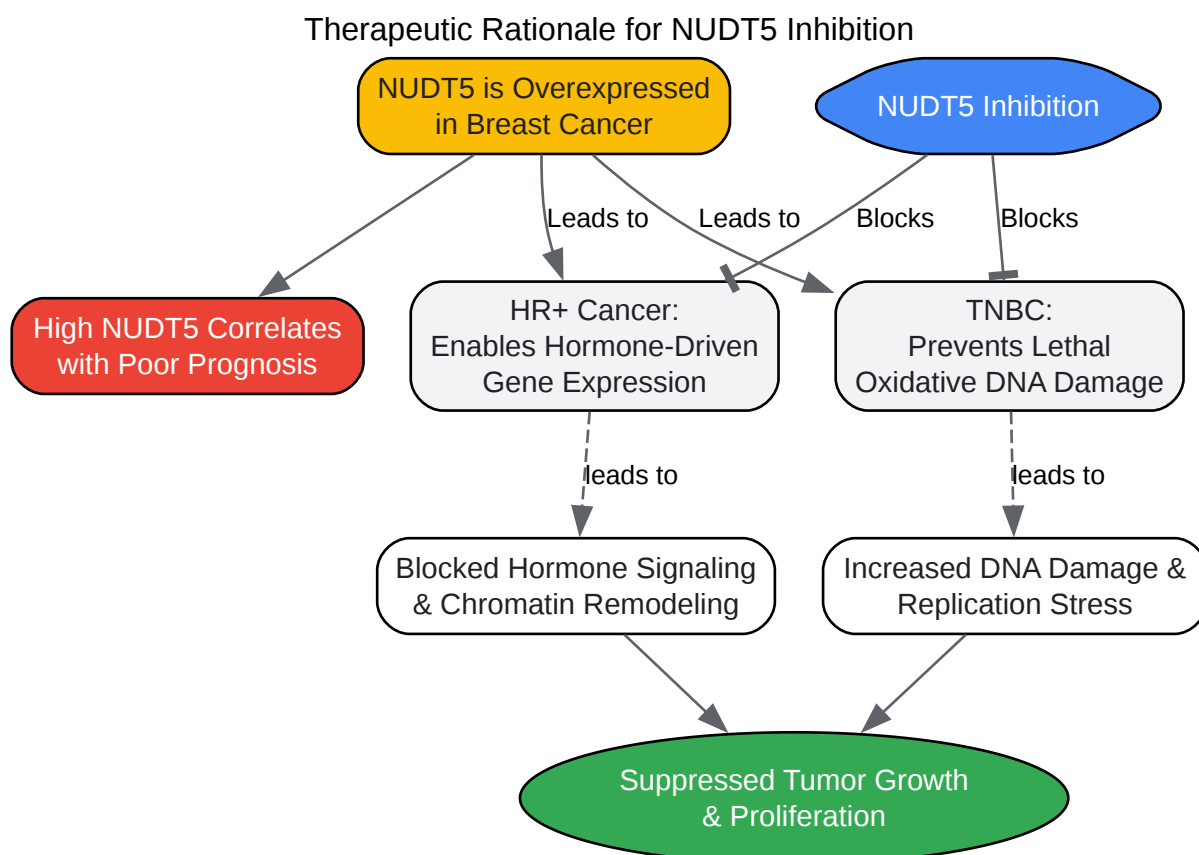 Therapeutic Rationale for NUDT5 Inhibition
NUDT5 is Overexpressed
in Breast Cancer
NUDT5 Inhibition
Leads to
Leads to
Blocks
Blocks
High NUDT5 Correlates
with Poor Prognosis
HR+ Cancer:
Enables Hormone-Driven
Gene Expression
TNBC:
Prevents Lethal
Oxidative DNA Damage
leads to
leads to
Blocked Hormone Signaling
& Chromatin Remodeling
Increased DNA Damage &
Replication Stress
Suppressed Tumor Growth
& Proliferation